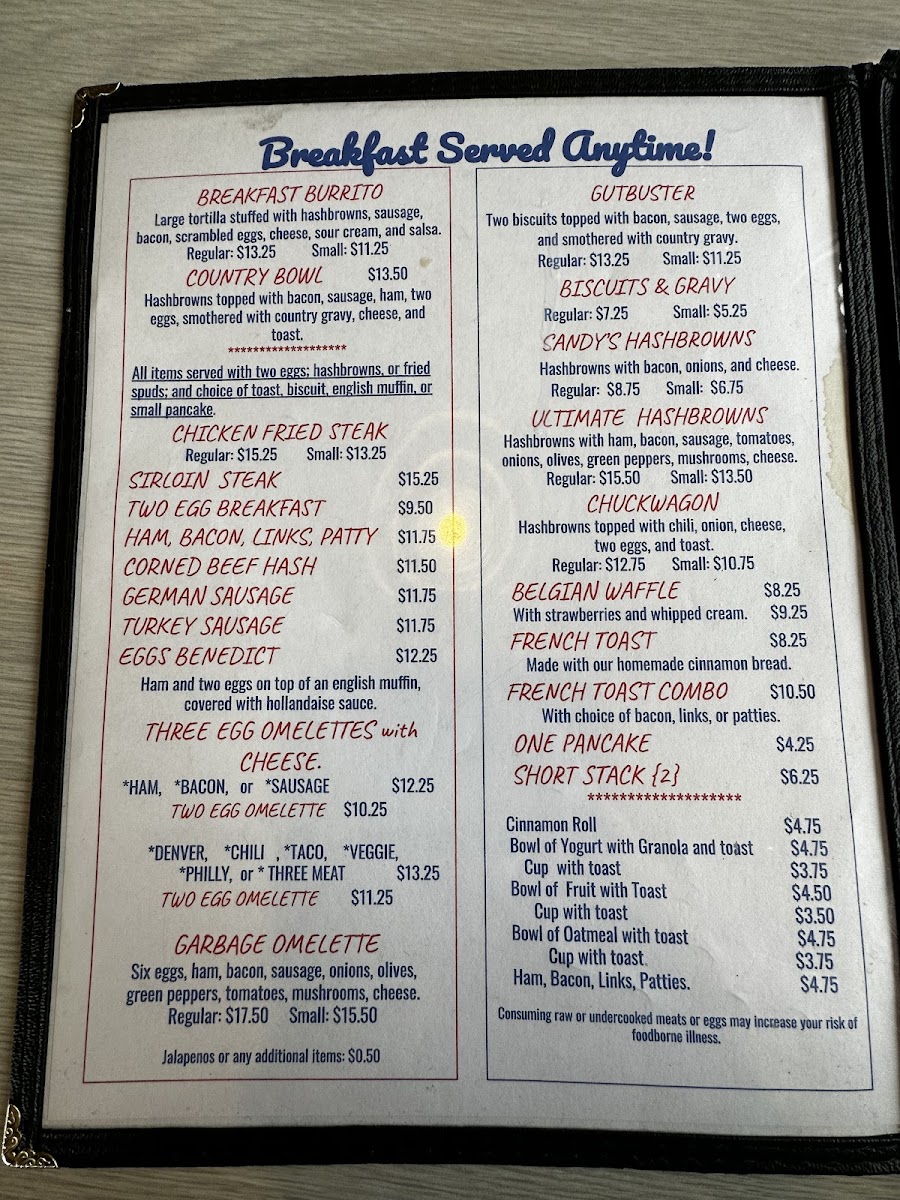 Breakfast Served Anytime!
BREAKFAST BURRITO
Large tortilla stuffed with hashbrowns, sausage,
bacon, scrambled eggs, cheese, sour cream, and salsa.
Regular: $13.25 Small: $11.25
COUNTRY BOWL $13.50
Hashbrowns topped with bacon, sausage, ham, two
eggs, smothered with country gravy, cheese, and
toast.
*******************
All items served with two eggs; hashbrowns, or fried
spuds; and choice of toast, biscuit, english muffin, or
small pancake.
CHICKEN FRIED STEAK
Regular: $15.25 Small: $13.25
SIRLOIN STEAK $15.25
TWO EGG BREAKFAST $9.50
HAM, BACON, LINKS, PATTY $11.75
CORNED BEEF HASH $11.50
GERMAN SAUSAGE $11.75
TURKEY SAUSAGE $11.75
EGGS BENEDICT $12.25
Ham and two eggs on top of an english muffin,
covered with hollandaise sauce.
THREE EGG OMELETTES with
CHEESE.
*HAM, *BACON, or *SAUSAGE $12.25
TWO EGG OMELETTE $10.25
*DENVER, *CHILI , *TACO, *VEGGIE,
*PHILLY, or * THREE MEAT $13.25
TWO EGG OMELETTE $11.25
GARBAGE OMELETTE
Six eggs, ham, bacon, sausage, onions, olives,
green peppers, tomatoes, mushrooms, cheese.
Regular: $17.50 Small: $15.50
Jalapenos or any additional items: $0.50
GUTBUSTER
Two biscuits topped with bacon, sausage, two eggs,
and smothered with country gravy.
Regular: $13.25 Small: $11.25
BISCUITS & GRAVY
Regular: $7.25 Small: $5.25
SANDY'S HASHBROWNS
Hashbrowns with bacon, onions, and cheese.
Regular: $8.75 Small: $6.75
ULTIMATE HASHBROWNS
Hashbrowns with ham, bacon, sausage, tomatoes,
onions, olives, green peppers, mushrooms, cheese.
Regular: $15.50 Small: $13.50
CHUCKWAGON
Hashbrowns topped with chili, onion, cheese,
two eggs, and toast.
Regular: $12.75 Small: $10.75
BELGIAN WAFFLE $8.25
With strawberries and whipped cream. $9.25
FRENCH TOAST $8.25
Made with our homemade cinnamon bread.
FRENCH TOAST COMBO $10.50
With choice of bacon, links, or patties.
ONE PANCAKE $4.25
SHORT STACK {2} $6.25
*******************
Cinnamon Roll $4.75
Bowl of Yogurt with Granola and toast $4.75
Cup with toast $3.75
Bowl of Fruit with Toast $4.50
Cup with toast $3.50
Bowl of Oatmeal with toast $4.75
Cup with toast. $3.75
Ham, Bacon, Links, Patties. $4.75
Consuming raw or undercooked meats or eggs may increase your risk of
foodborne illness.